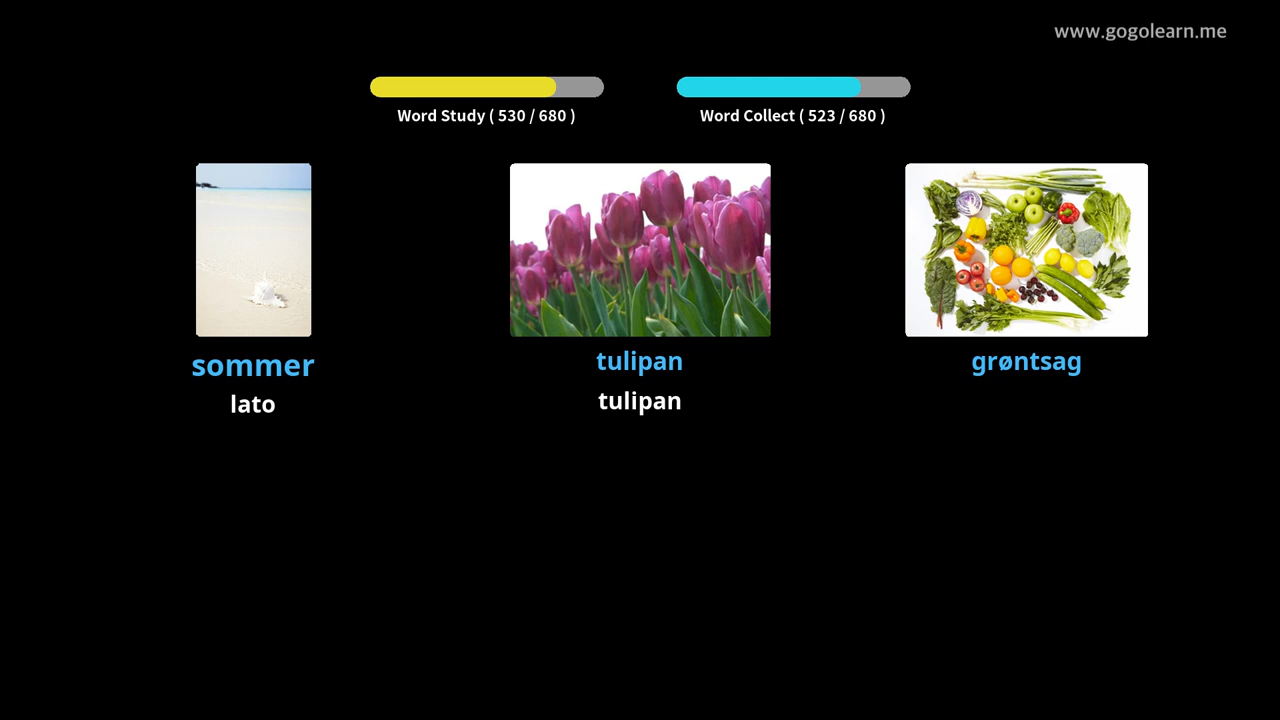 www.gogolearn.me
Word Study ( 530 / 680 )
Word Collect ( 523 / 680 )
sommer
lato
tulipan
tulipan
grøntsag